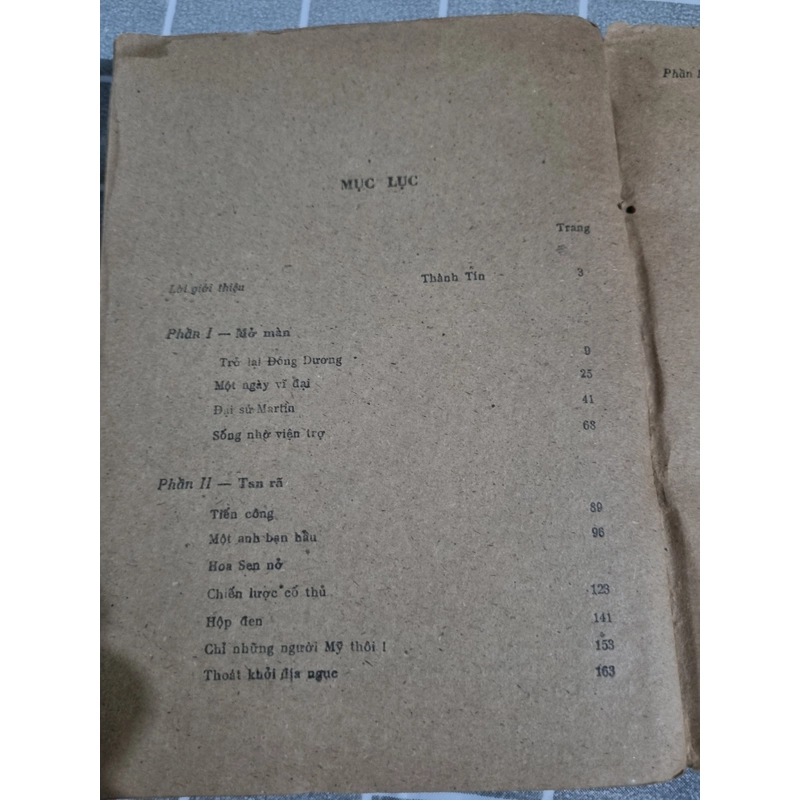 MỤC LỤC
Trang
Lời giới thiệu Thành Tín 3
Phần I — Mở màn
Trở lại Đông Dương 9
Một ngày vĩ đại 25
Đại sứ Martin 41
Sống nhờ viện trợ 68
Phần II — Tan rã
Tiến công 89
Một anh bạn hầu 96
Hoa Sen nở
Chiến lược cố thủ 123
Hộp đen 141
Chỉ những người Mỹ thôi ! 153
Thoát khỏi địa ngục 163
Phần